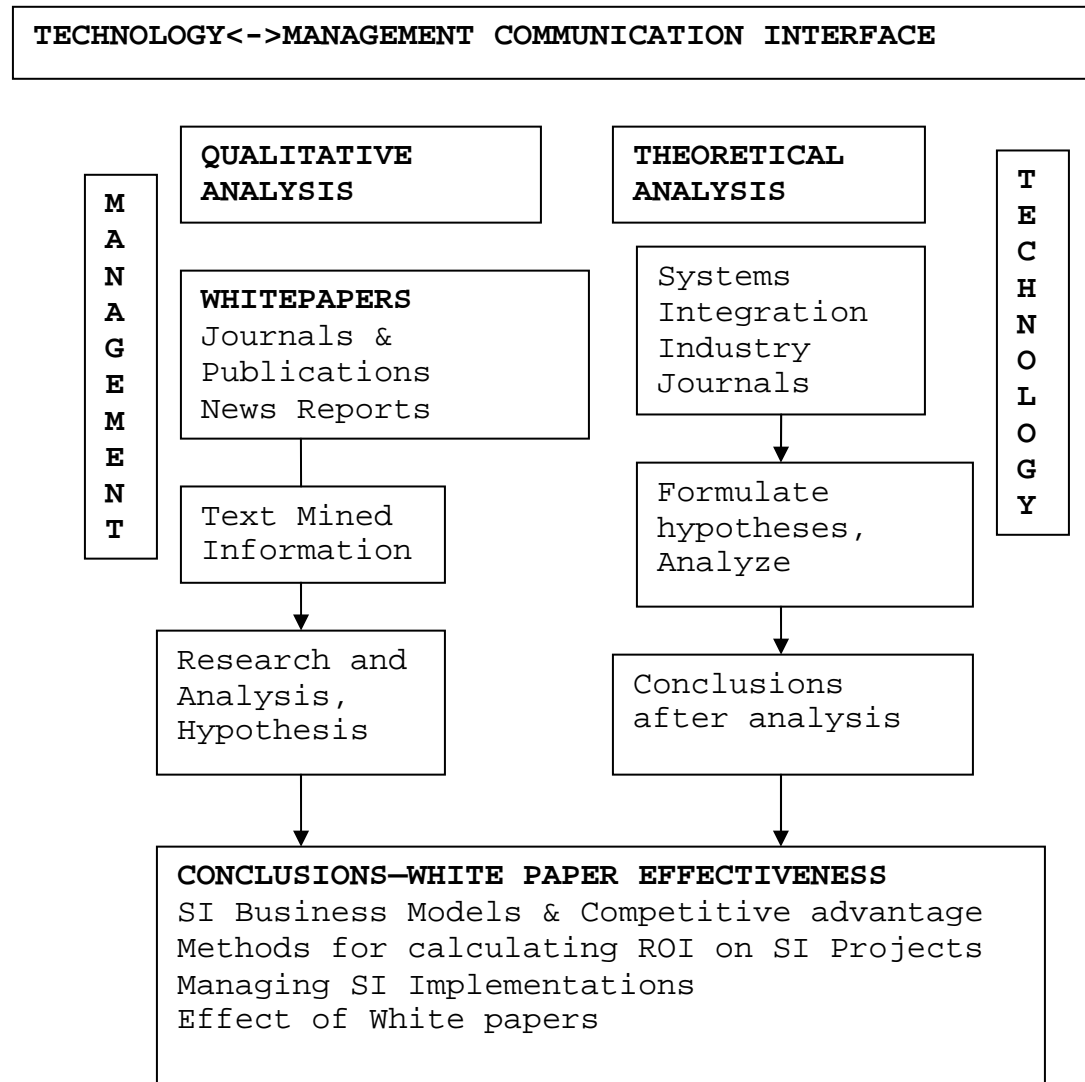 TECHNOLOGY<->MANAGEMENT COMMUNICATION INTERFACE
MANAGEMENT
QUALITATIVE
ANALYSIS
WHITEPAPERS
Journals &
Publications
News Reports
Text Mined
Information
Research and
Analysis,
Hypothesis
THEORETICAL
ANALYSIS
Systems
Integration
Industry
Journals
Formulate
hypotheses,
Analyze
Conclusions
after analysis
TECHNOLOGY
CONCLUSIONS—WHITE PAPER EFFECTIVENESS
SI Business Models & Competitive advantage
Methods for calculating ROI on SI Projects
Managing SI Implementations
Effect of White papers